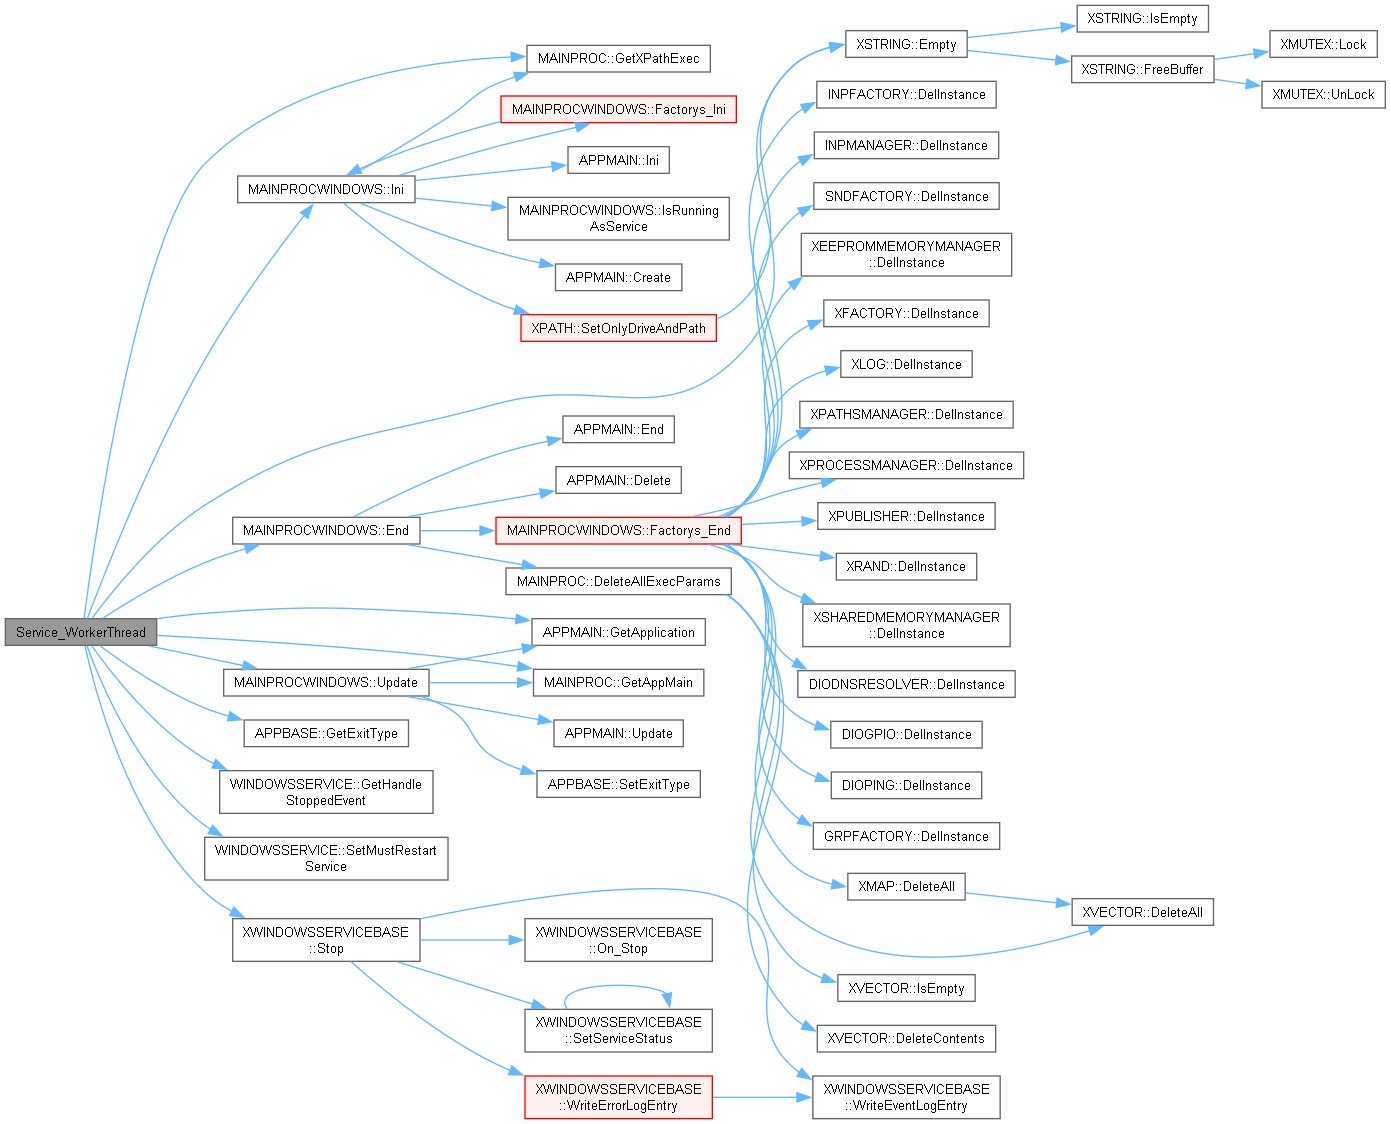 Service_WorkerThread
MAINPROC::GetXPathExec
MAINPROCWINDOWS::Factorys_Ini
MAINPROCWINDOWS::Ini
APPMAIN::Ini
MAINPROCWINDOWS::IsRunning
AsService
APPMAIN::Create
XPATH::SetOnlyDriveAndPath
APPMAIN::End
APPMAIN::Delete
MAINPROCWINDOWS::End
MAINPROCWINDOWS::Factorys_End
MAINPROC::DeleteAllExecParams
APPMAIN::GetApplication
MAINPROCWINDOWS::Update
MAINPROC::GetAppMain
APPBASE::GetExitType
APPMAIN::Update
WINDOWSSERVICE::GetHandle
StoppedEvent
APPBASE::SetExitType
WINDOWSSERVICE::SetMustRestart
Service
XWINDOWSSERVICEBASE
::Stop
XWINDOWSSERVICEBASE
::On_Stop
XWINDOWSSERVICEBASE
::SetServiceStatus
XWINDOWSSERVICEBASE
::WriteErrorLogEntry
XSTRING::Empty
XSTRING::IsEmpty
XSTRING::FreeBuffer
XMUTEX::Lock
XMUTEX::UnLock
INPFACTORY::DelInstance
INPMANAGER::DelInstance
SNDFACTORY::DelInstance
XEEPROMMEMORYMANAGER
::DelInstance
XFACTORY::DelInstance
XLOG::DelInstance
XPATHSMANAGER::DelInstance
XPROCESSMANAGER::DelInstance
XPUBLISHER::DelInstance
XRAND::DelInstance
XSHAREDMEMORYMANAGER
::DelInstance
DIODNSRESOLVER::DelInstance
DIOGPIO::DelInstance
DIOPING::DelInstance
GRPFACTORY::DelInstance
XMAP::DeleteAll
XVECTOR::DeleteAll
XVECTOR::IsEmpty
XVECTOR::DeleteContents
XWINDOWSSERVICEBASE
::WriteEventLogEntry